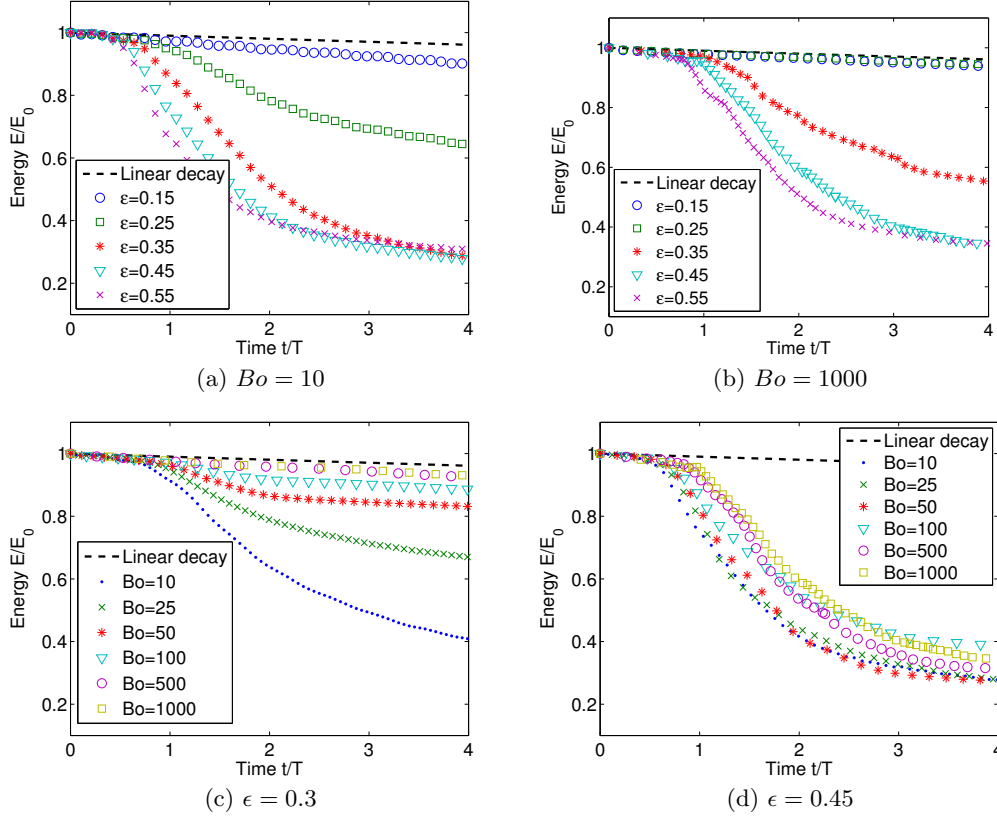 Energy E/E0
1
0.8
0.6
0.4
0.2
Linear decay
ε=0.15
ε=0.25
ε=0.35
ε=0.45
ε=0.55
0 1 2 3 4
Time t/T
(a) Bo = 10
Energy E/E0
1
0.8
0.6
0.4
0.2
Linear decay
ε=0.15
ε=0.25
ε=0.35
ε=0.45
ε=0.55
0 1 2 3 4
Time t/T
(b) Bo = 1000
Energy E/E0
1
0.8
0.6
0.4
0.2
Linear decay
Bo=10
Bo=25
Bo=50
Bo=100
Bo=500
Bo=1000
0 1 2 3 4
Time t/T
(c) ϵ = 0.3
Energy E/E0
1
0.8
0.6
0.4
0.2
Linear decay
Bo=10
Bo=25
Bo=50
Bo=100
Bo=500
Bo=1000
0 1 2 3 4
Time t/T
(d) ϵ = 0.45